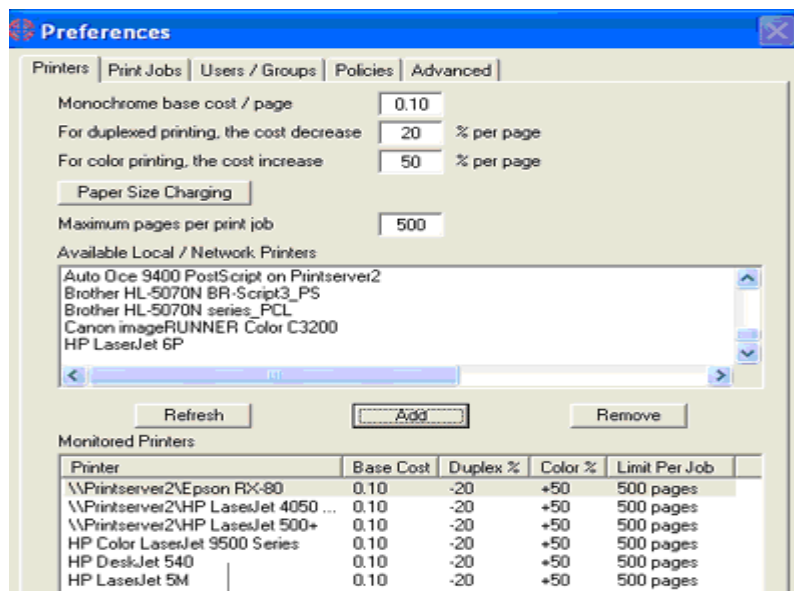 Preferences
Printers Print Jobs Users / Groups Policies Advanced
Monochrome base cost / page 0.10
For duplexed printing, the cost decrease 20 % per page
For color printing, the cost increase 50 % per page
Paper Size Charging
Maximum pages per print job 500
Available Local / Network Printers
Auto Oce 9400 PostScript on Printserver2
Brother HL-5070N BR-Script3_PS
Brother HL-5070N series_PCL
Canon imageRUNNER Color C3200
HP LaserJet 6P
Refresh Add Remove
Monitored Printers
Printer Base Cost Duplex % Color % Limit Per Job
\\Printserver2\Epson RX-80 0.10 -20 +50 500 pages
\\Printserver2\HP LaserJet 4050 ... 0.10 -20 +50 500 pages
\\Printserver2\HP LaserJet 500+ 0.10 -20 +50 500 pages
HP Color LaserJet 9500 Series 0.10 -20 +50 500 pages
HP DeskJet 540 0.10 -20 +50 500 pages
HP LaserJet 5M 0.10 -20 +50 500 pages